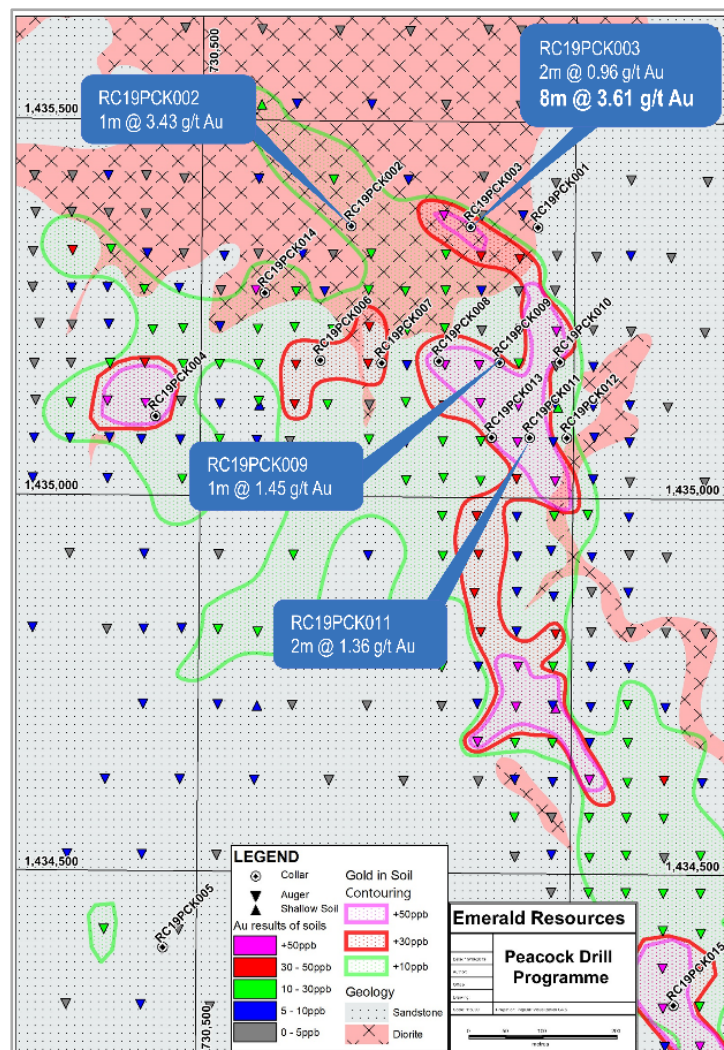 730,500
RC19PCK003
2m @ 0.96 g/t Au
8m @ 3.61 g/t Au
RC19PCK002
1m @ 3.43 g/t Au
1,435,500
RC19PCK002
RC19PCK003
RC19PCK001
RC19PCK014
RC19PCK006
RC19PCK007
RC19PCK008
RC19PCK009
RC19PCK010
RC19PCK004
RC19PCK013
RC19PCK011
RC19PCK012
RC19PCK009
1m @ 1.45 g/t Au
1,435,000
1,435,000
RC19PCK011
2m @ 1.36 g/t Au
1,434,500
1,434,500
RC19PCK005
RC19PCK015
730,500
LEGEND
Collar
Auger
Shallow Soil
Au results of soils
+50ppb
30 - 50ppb
10 - 30ppb
5 - 10ppb
0 - 5ppb
Gold in Soil
Contouring
+50ppb
+30ppb
+10ppb
Geology
Sandstone
Diorite
Emerald Resources
Peacock Drill
Programme
metres